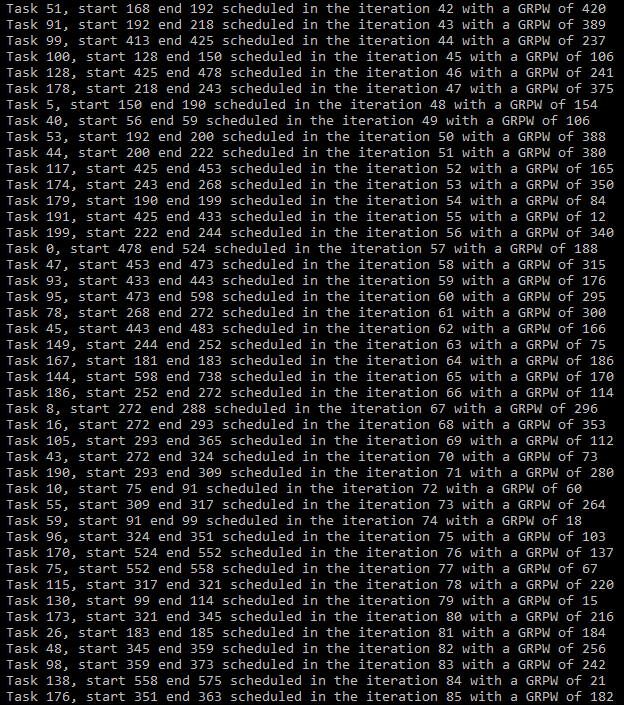 Task 51, start 168 end 192 scheduled in the iteration 42 with a GRPW of 420
Task 91, start 192 end 218 scheduled in the iteration 43 with a GRPW of 389
Task 99, start 413 end 425 scheduled in the iteration 44 with a GRPW of 237
Task 100, start 128 end 150 scheduled in the iteration 45 with a GRPW of 106
Task 128, start 425 end 478 scheduled in the iteration 46 with a GRPW of 241
Task 178, start 218 end 243 scheduled in the iteration 47 with a GRPW of 375
Task 5, start 150 end 190 scheduled in the iteration 48 with a GRPW of 154
Task 40, start 56 end 59 scheduled in the iteration 49 with a GRPW of 106
Task 53, start 192 end 200 scheduled in the iteration 50 with a GRPW of 388
Task 44, start 200 end 222 scheduled in the iteration 51 with a GRPW of 380
Task 117, start 425 end 453 scheduled in the iteration 52 with a GRPW of 165
Task 174, start 243 end 268 scheduled in the iteration 53 with a GRPW of 350
Task 179, start 190 end 199 scheduled in the iteration 54 with a GRPW of 84
Task 191, start 425 end 433 scheduled in the iteration 55 with a GRPW of 12
Task 199, start 222 end 244 scheduled in the iteration 56 with a GRPW of 340
Task 0, start 478 end 524 scheduled in the iteration 57 with a GRPW of 188
Task 47, start 453 end 473 scheduled in the iteration 58 with a GRPW of 315
Task 93, start 433 end 443 scheduled in the iteration 59 with a GRPW of 176
Task 95, start 473 end 598 scheduled in the iteration 60 with a GRPW of 295
Task 78, start 268 end 272 scheduled in the iteration 61 with a GRPW of 300
Task 45, start 443 end 483 scheduled in the iteration 62 with a GRPW of 166
Task 149, start 244 end 252 scheduled in the iteration 63 with a GRPW of 75
Task 167, start 181 end 183 scheduled in the iteration 64 with a GRPW of 186
Task 144, start 598 end 738 scheduled in the iteration 65 with a GRPW of 170
Task 186, start 252 end 272 scheduled in the iteration 66 with a GRPW of 114
Task 8, start 272 end 288 scheduled in the iteration 67 with a GRPW of 296
Task 16, start 272 end 293 scheduled in the iteration 68 with a GRPW of 353
Task 105, start 293 end 365 scheduled in the iteration 69 with a GRPW of 112
Task 43, start 272 end 324 scheduled in the iteration 70 with a GRPW of 73
Task 190, start 293 end 309 scheduled in the iteration 71 with a GRPW of 280
Task 10, start 75 end 91 scheduled in the iteration 72 with a GRPW of 60
Task 55, start 309 end 317 scheduled in the iteration 73 with a GRPW of 264
Task 59, start 91 end 99 scheduled in the iteration 74 with a GRPW of 18
Task 96, start 324 end 351 scheduled in the iteration 75 with a GRPW of 103
Task 170, start 524 end 552 scheduled in the iteration 76 with a GRPW of 137
Task 75, start 552 end 558 scheduled in the iteration 77 with a GRPW of 67
Task 115, start 317 end 321 scheduled in the iteration 78 with a GRPW of 220
Task 130, start 99 end 114 scheduled in the iteration 79 with a GRPW of 15
Task 173, start 321 end 345 scheduled in the iteration 80 with a GRPW of 216
Task 26, start 183 end 185 scheduled in the iteration 81 with a GRPW of 184
Task 48, start 345 end 359 scheduled in the iteration 82 with a GRPW of 256
Task 98, start 359 end 373 scheduled in the iteration 83 with a GRPW of 242
Task 138, start 558 end 575 scheduled in the iteration 84 with a GRPW of 21
Task 176, start 351 end 363 scheduled in the iteration 85 with a GRPW of 182